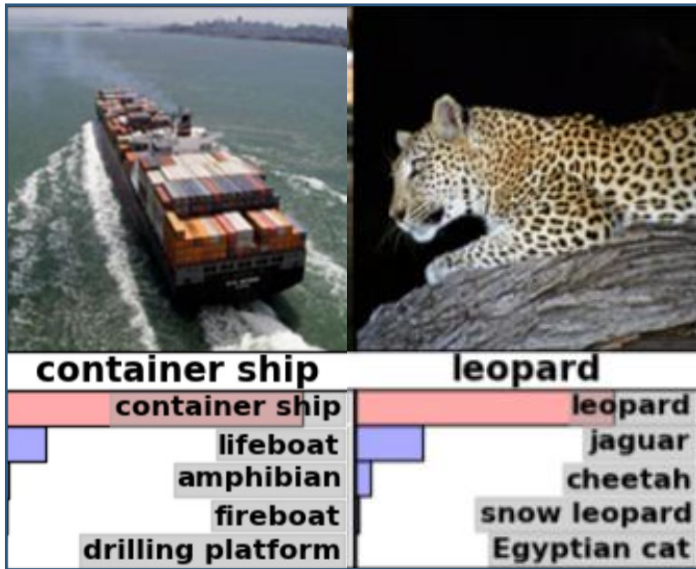 container ship
container ship
lifeboat
amphibian
fireboat
drilling platform
leopard
leopard
jaguar
cheetah
snow leopard
Egyptian cat